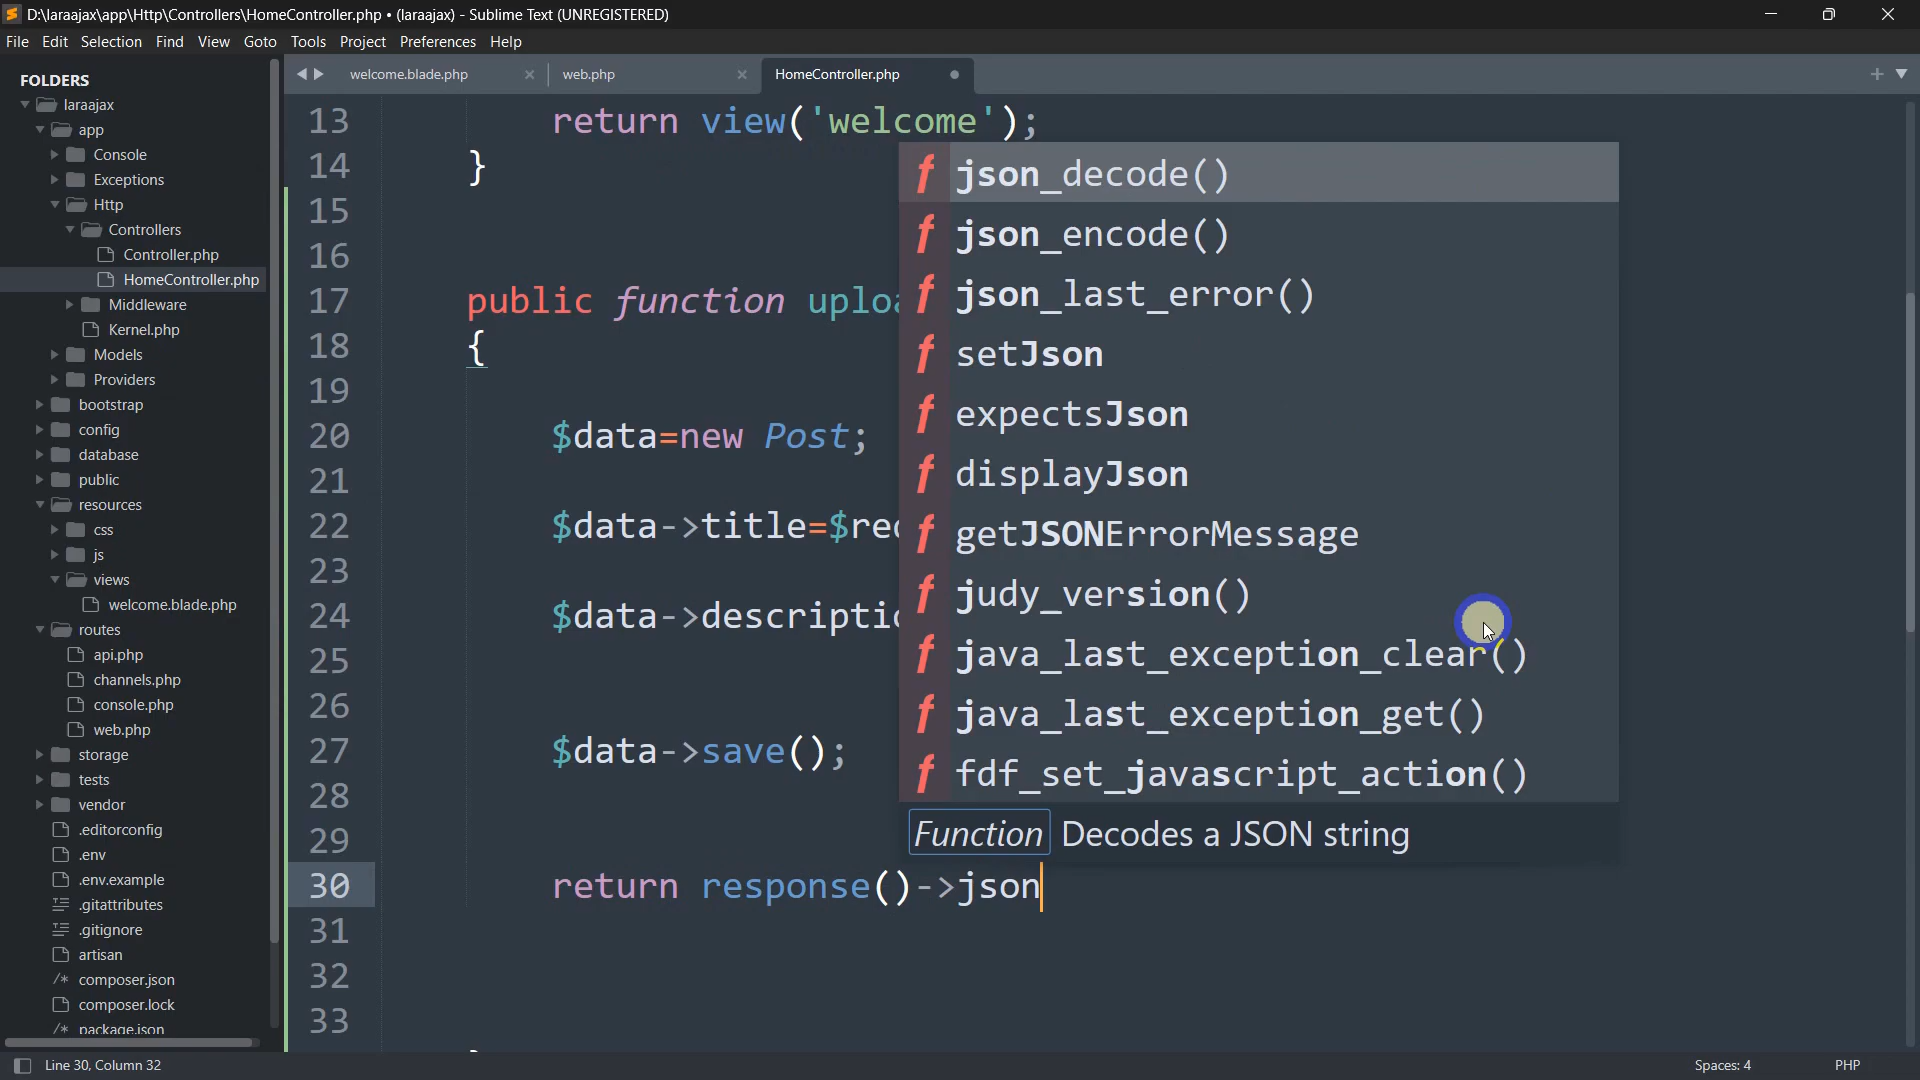 D:\laraajax\app\Http\Controllers\HomeController.php • (laraajax) - Sublime Text (UNREGISTERED)
File Edit Selection Find View Goto Tools Project Preferences Help
FOLDERS
laraajax
app
Console
Exceptions
Http
Controllers
Controller.php
HomeController.php
Middleware
Kernel.php
Models
Providers
bootstrap
config
database
public
resources
css
js
views
welcome.blade.php
routes
api.php
channels.php
console.php
web.php
storage
tests
vendor
.editorconfig
.env
.env.example
.gitattributes
.gitignore
artisan
/* composer.json
composer.lock
/* package.json
welcome.blade.php × web.php × HomeController.php •
13 return view('welcome');
14 }
15
16
17 public function uploa
18 {
19
20 $data=new Post;
21
22 $data->title=$req
23
24 $data->descriptio
25
26
27 $data->save();
28
29
30 return response()->json
31
32
33
}
f json_decode()
f json_encode()
f json_last_error()
f setJson
f expectsJson
f displayJson
f getJSONErrorMessage
f judy_version()
f java_last_exception_clear()
f java_last_exception_get()
f fdf_set_javascript_action()
Function Decodes a JSON string
Line 30, Column 32 Spaces: 4 PHP